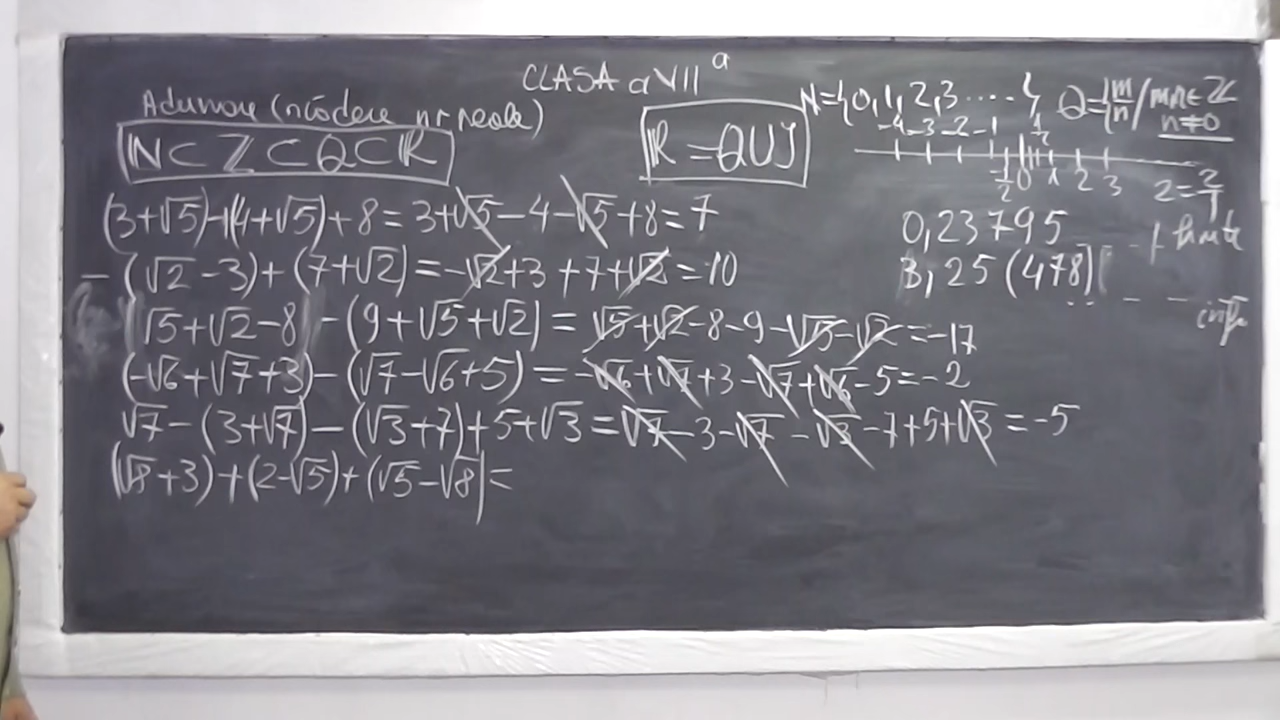 CLASA a VII a
Adunare (scădere nr reale)
N ⊂ Z ⊂ Q ⊂ R
R = Q ∪ I
N={0,1,2,3....}
Q={m/n / m,n∈Z
n≠0
-4 -3 -2 -1 1/2
-1/2 0 1 2 3
2=2/1
0,23795
3,25(478)
(3+√5)-(4+√5)+8=3+√5-4-√5+8=7
-(√2-3)+(7+√2)=-√2+3+7+√2=10
(√5+√2-8)-(9+√5+√2)=√5+√2-8-9-√5-√2=-17
(-√6+√7+3)-(√7-√6+5)=-√6+√7+3-√7+√6-5=-2
√7-(3+√7)-(√3+7)+5+√3=√7-3-√7-√3-7+5+√3=-5
(√8+3)+(2-√5)+(√5-√8)=